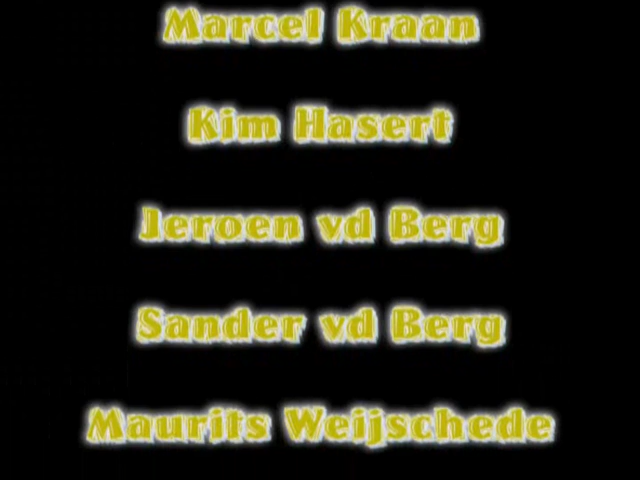 Marcel Kraan
Kim Hasert
Jeroen vd Berg
Sander vd Berg
Maurits Weijschede